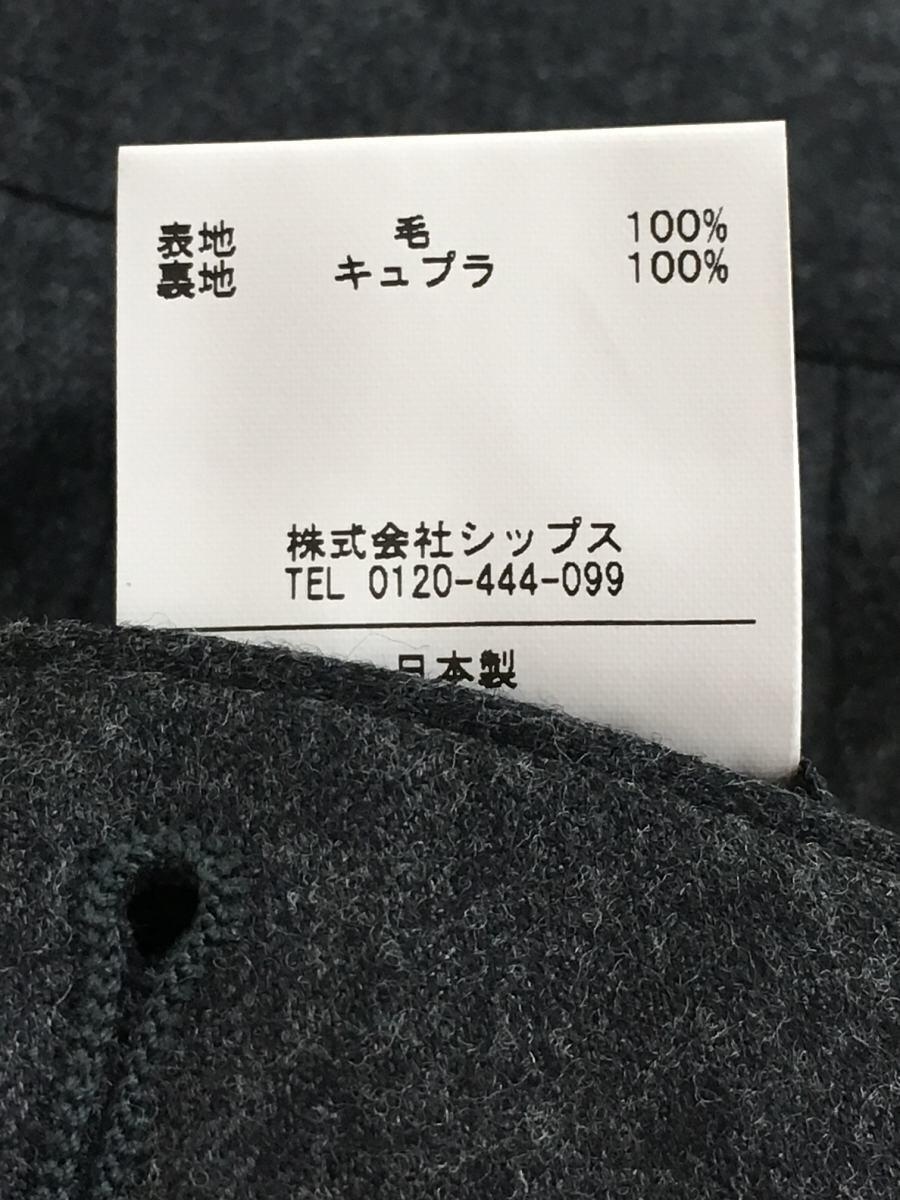 表地 毛 100%
裏地 キュプラ 100%
株式会社シップス
TEL 0120-444-099
日本製